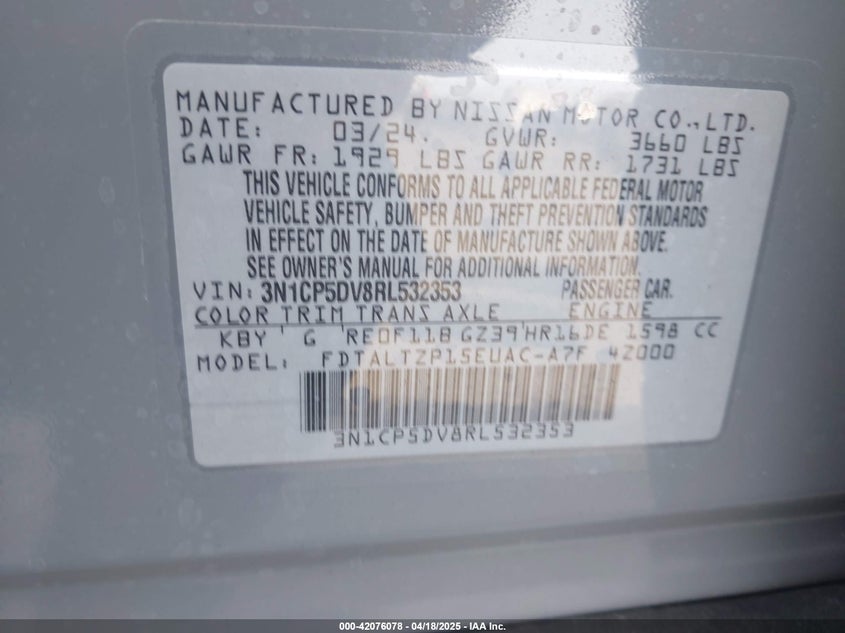 MANUFACTURED BY NISSAN MOTOR CO.,LTD.
DATE: 03/24. GVWR: 3660 LBS
GAWR FR: 1929 LBS GAWR RR: 1731 LBS
THIS VEHICLE CONFORMS TO ALL APPLICABLE FEDERAL MOTOR
VEHICLE SAFETY, BUMPER AND THEFT PREVENTION STANDARDS
IN EFFECT ON THE DATE OF MANUFACTURE SHOWN ABOVE.
SEE OWNER'S MANUAL FOR ADDITIONAL INFORMATION.
VIN: 3N1CP5DV8RL532353 PASSENGER CAR.
COLOR TRIM TRANS AXLE ENGINE
KBY G RE0F11B GZ39 HR16DE 1598 CC
MODEL: FDTALTZP15EUAC-A7F 4Z000
3N1CP5DV8RL532353
000-42076078 | 04/18/2025 - IAA Inc.